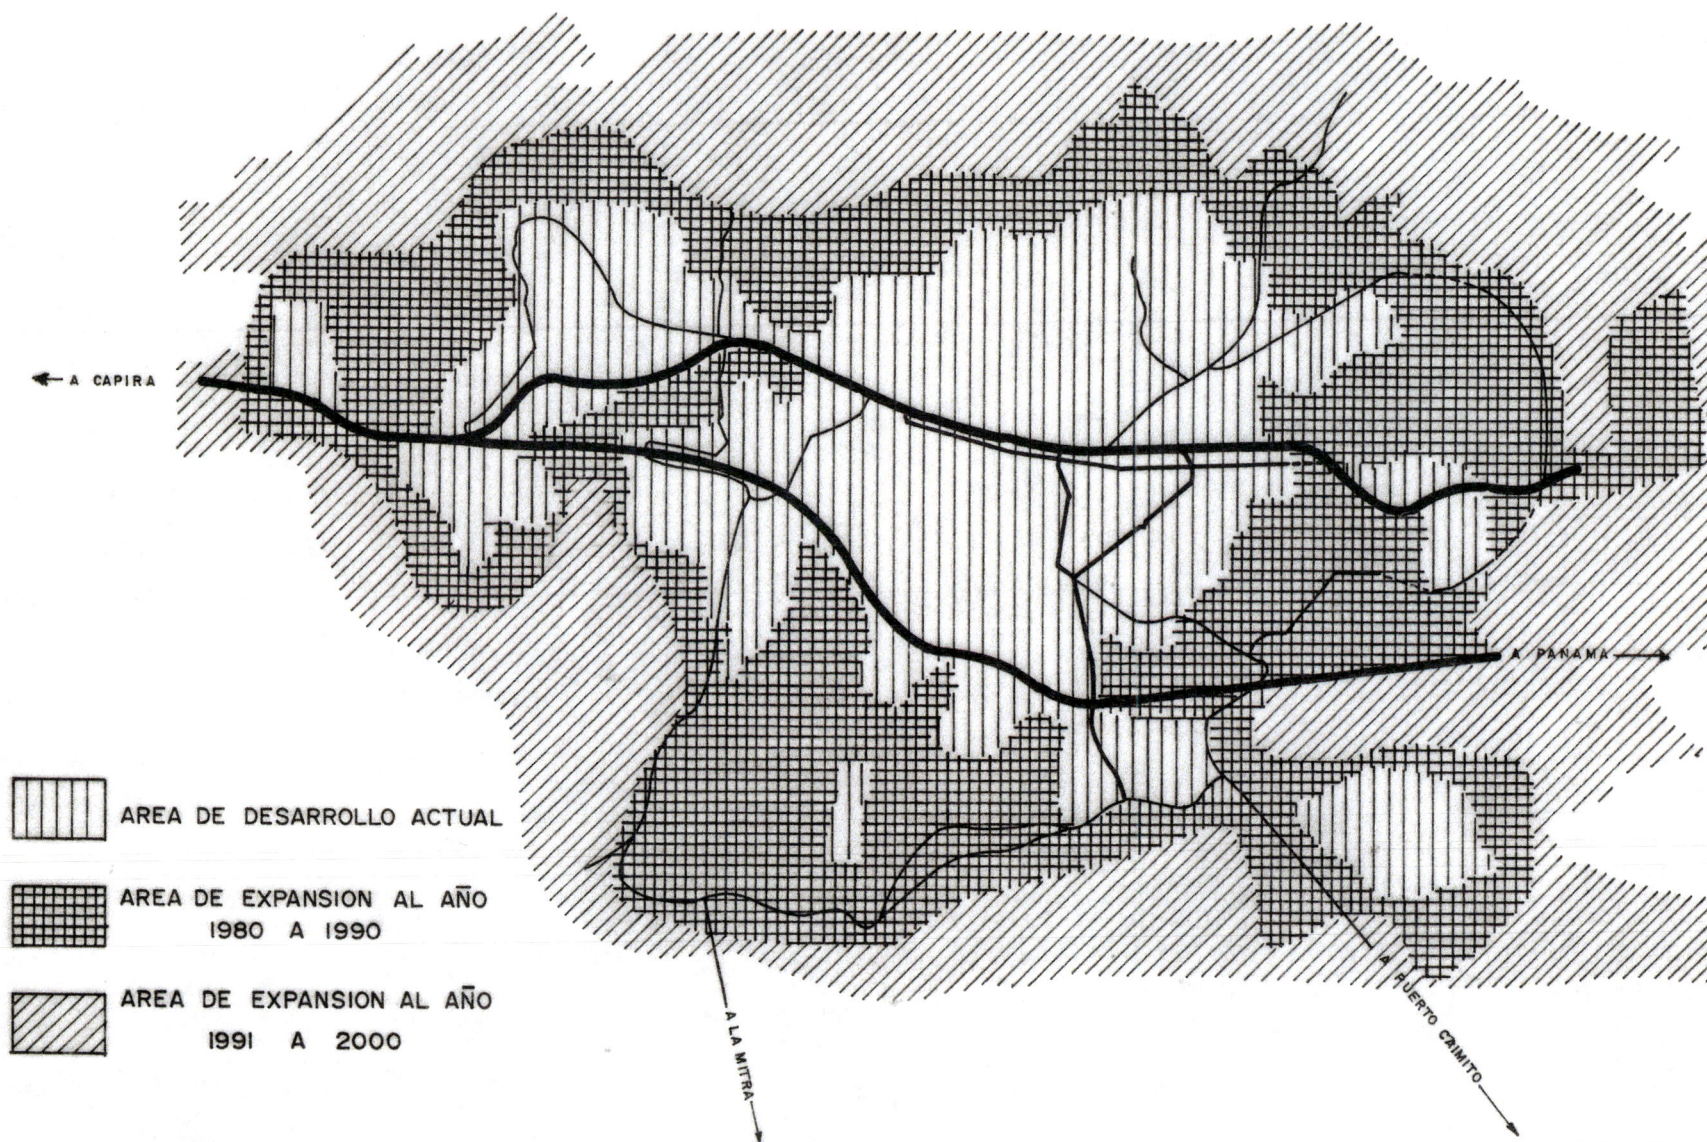 A CAPIRA
A PANAMA
AREA DE DESARROLLO ACTUAL
AREA DE EXPANSION AL AÑO
1980 A 1990
AREA DE EXPANSION AL AÑO
1991 A 2000
A LA MITRA
A PUERTO CAIMITO